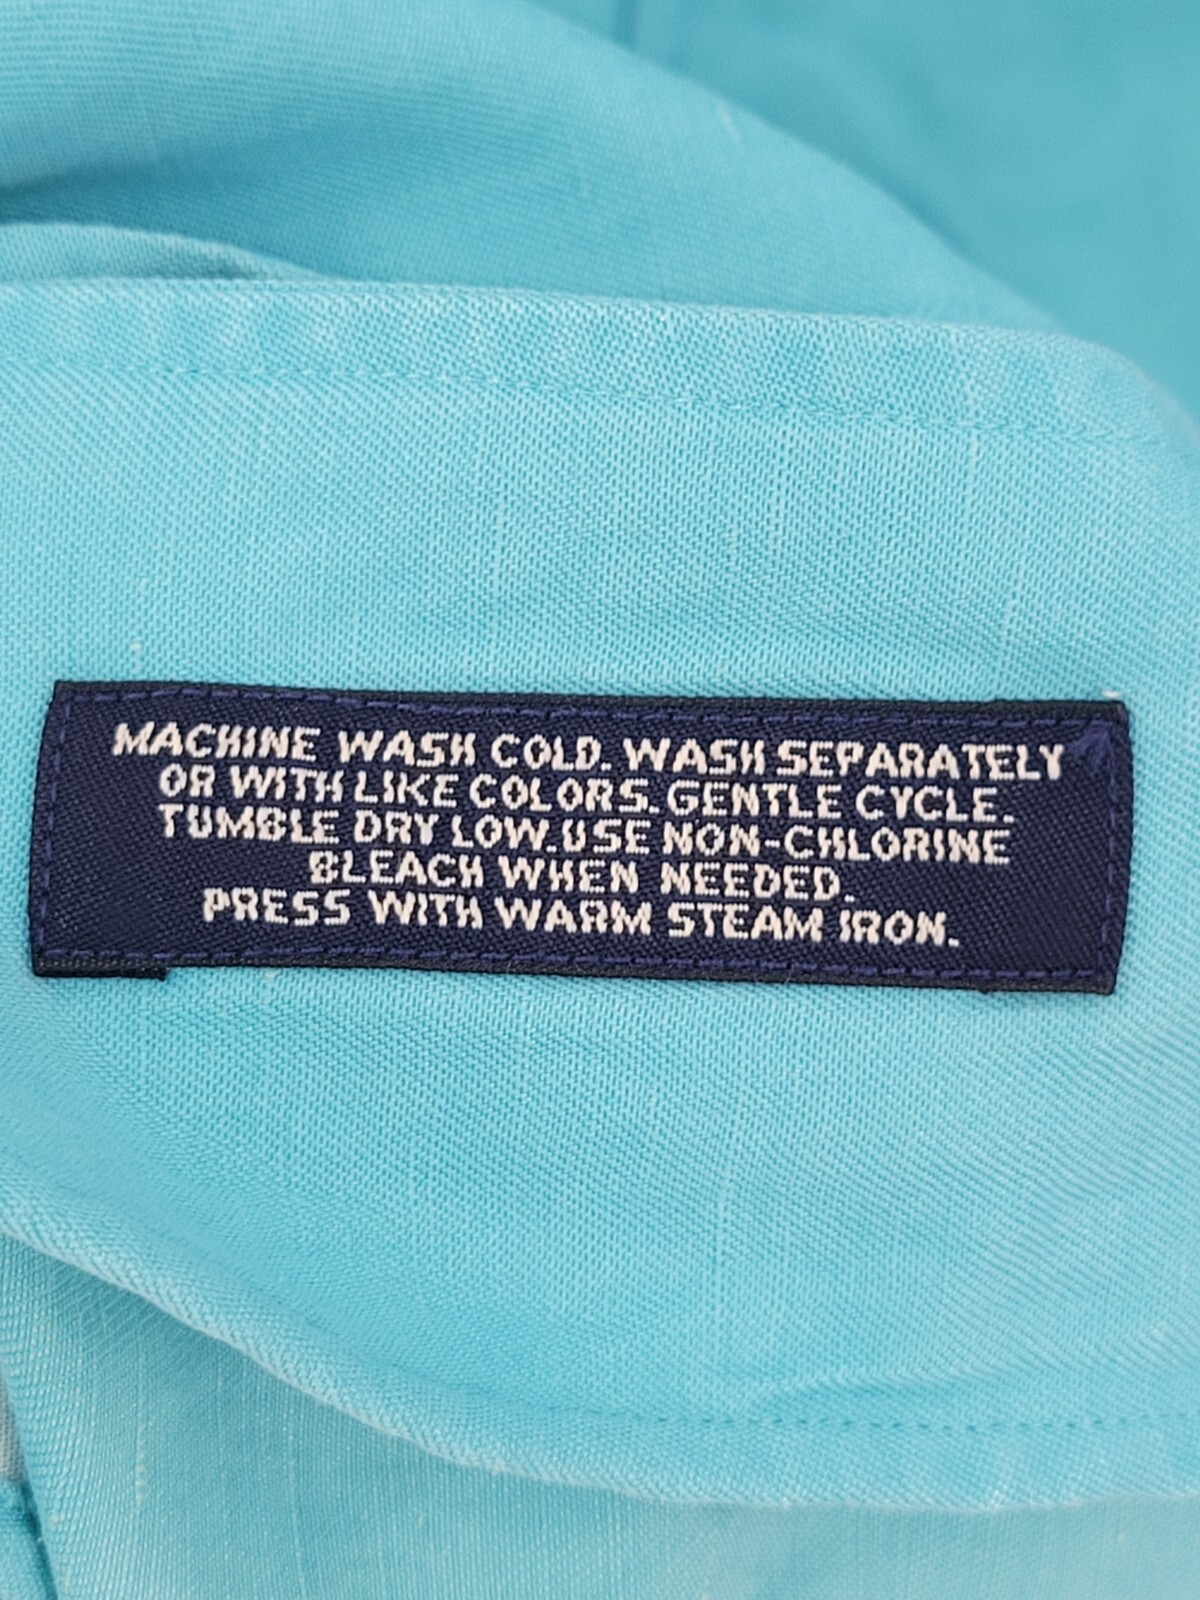 MACHINE WASH COLD. WASH SEPARATELY
OR WITH LIKE COLORS. GENTLE CYCLE.
TUMBLE DRY LOW. USE NON-CHLORINE
BLEACH WHEN NEEDED.
PRESS WITH WARM STEAM IRON.